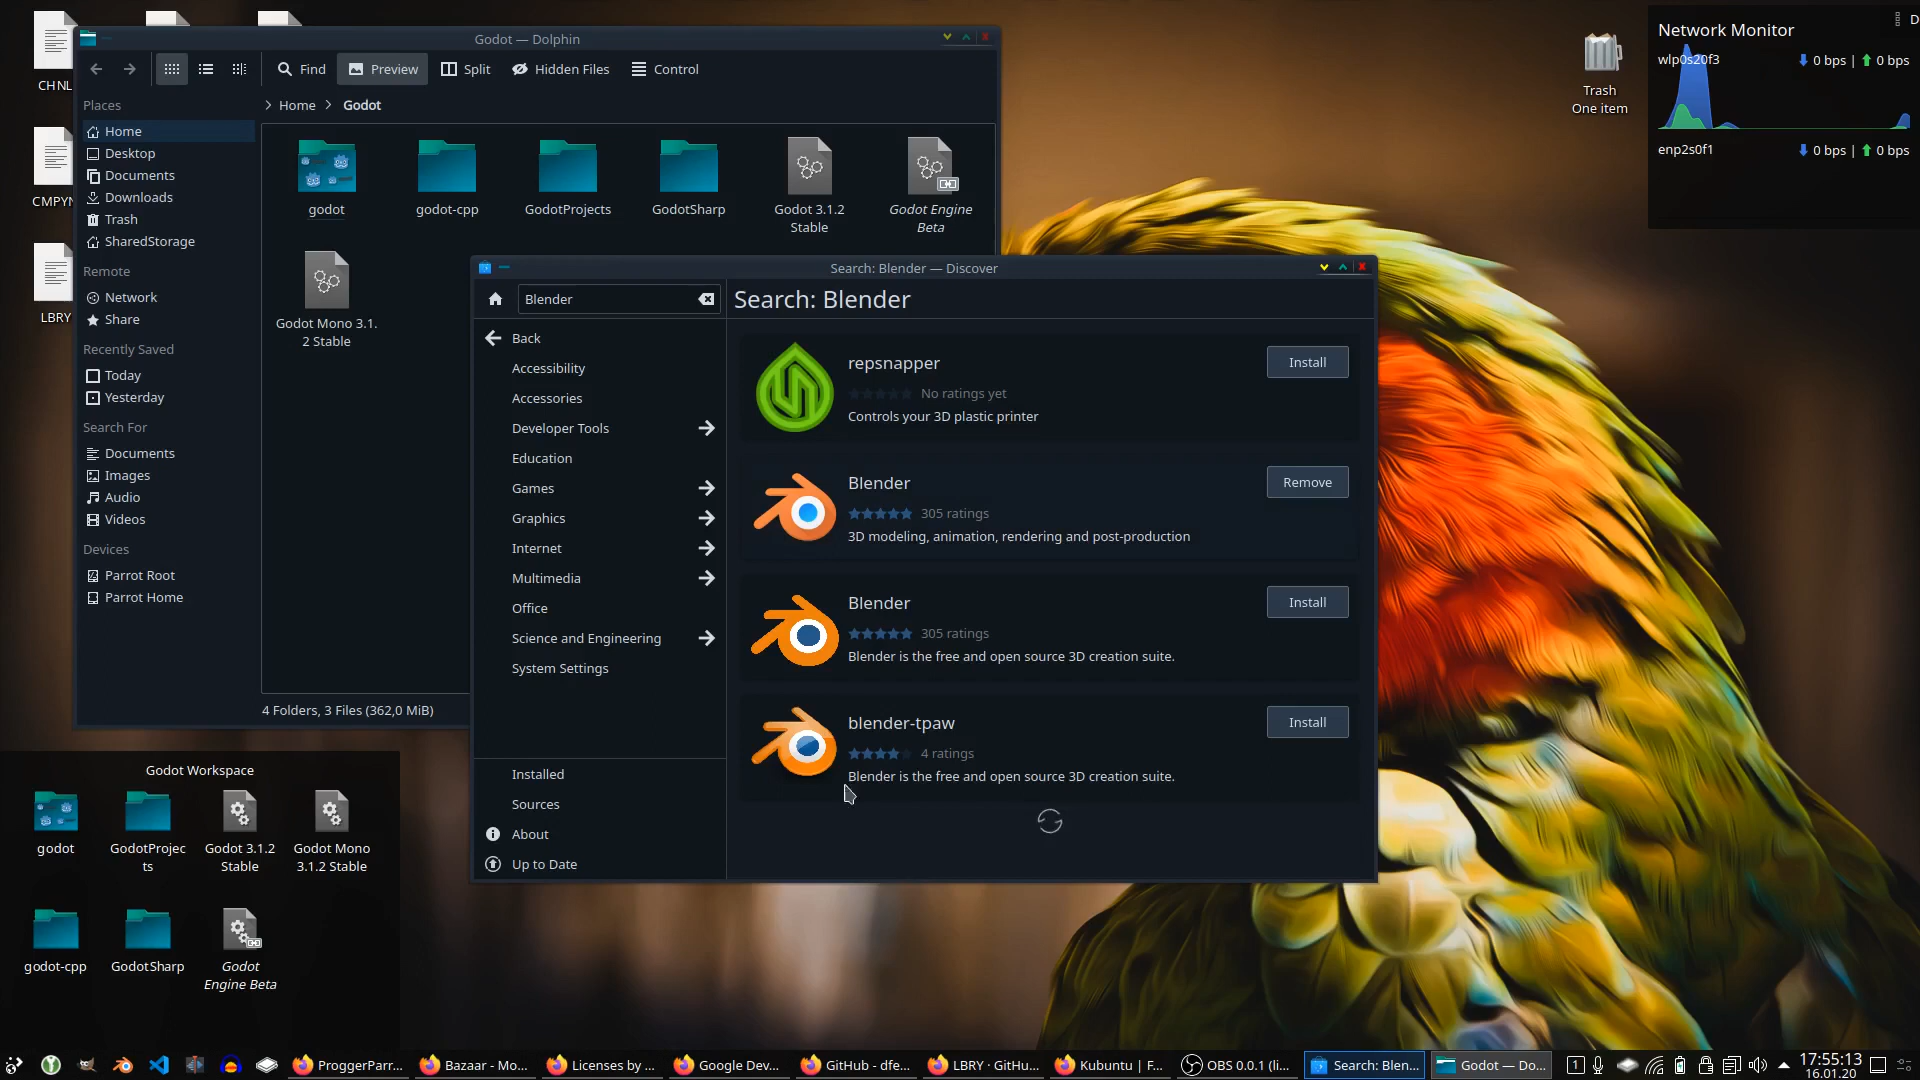 CHNL
CMPYN
LBRY
Godot — Dolphin
Find
Preview
Split
Hidden Files
Control
Home
Godot
Places
Home
Desktop
Documents
Downloads
Trash
SharedStorage
Remote
Network
Share
Recently Saved
Today
Yesterday
Search For
Documents
Images
Audio
Videos
Devices
Parrot Root
Parrot Home
godot
godot-cpp
GodotProjects
GodotSharp
Godot 3.1.2
Stable
Godot Engine
Beta
Godot Mono 3.1.
2 Stable
4 Folders, 3 Files (362,0 MiB)
Search: Blender — Discover
Blender
Search: Blender
Back
Accessibility
Accessories
Developer Tools
Education
Games
Graphics
Internet
Multimedia
Office
Science and Engineering
System Settings
Installed
Sources
About
Up to Date
repsnapper
No ratings yet
Controls your 3D plastic printer
Install
Blender
305 ratings
3D modeling, animation, rendering and post-production
Remove
Blender
305 ratings
Blender is the free and open source 3D creation suite.
Install
blender-tpaw
4 ratings
Blender is the free and open source 3D creation suite.
Install
Trash
One item
D
Network Monitor
wlp0s20f3
0 bps | 0 bps
enp2s0f1
0 bps | 0 bps
Godot Workspace
godot
GodotProjec
ts
Godot 3.1.2
Stable
Godot Mono
3.1.2 Stable
godot-cpp
GodotSharp
Godot
Engine Beta
ProggerParr...
Bazaar - Mo...
Licenses by ...
Google Dev...
GitHub - dfe...
LBRY · GitHu...
Kubuntu | F...
OBS 0.0.1 (li...
Search: Blen...
Godot — Do...
1
17:55:13
16.01.20